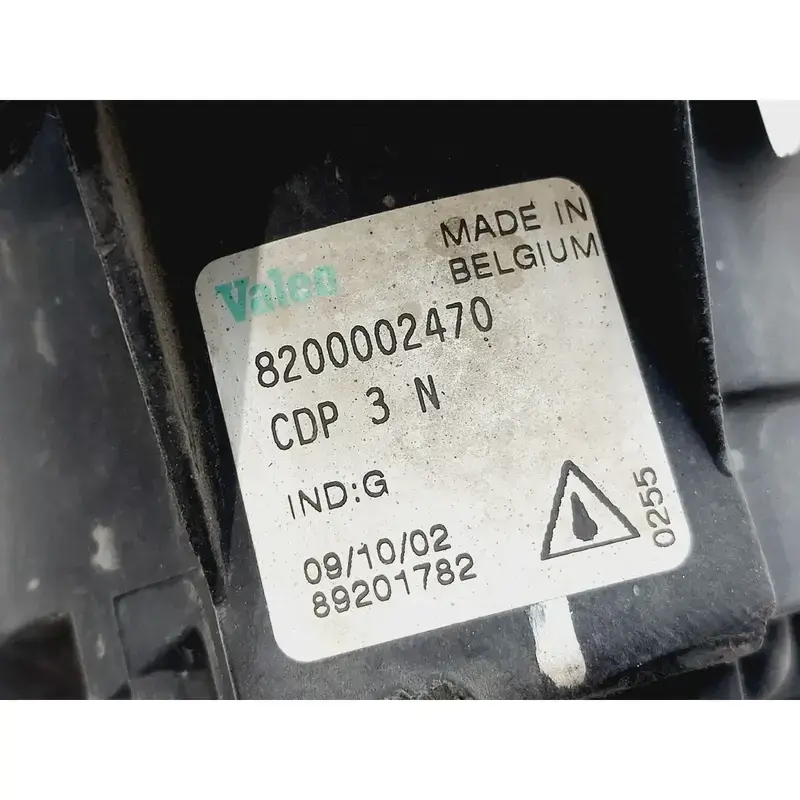 Valeo
MADE IN
BELGIUM
8200002470
CDP 3 N
IND:G
09/10/02
89201782
0255